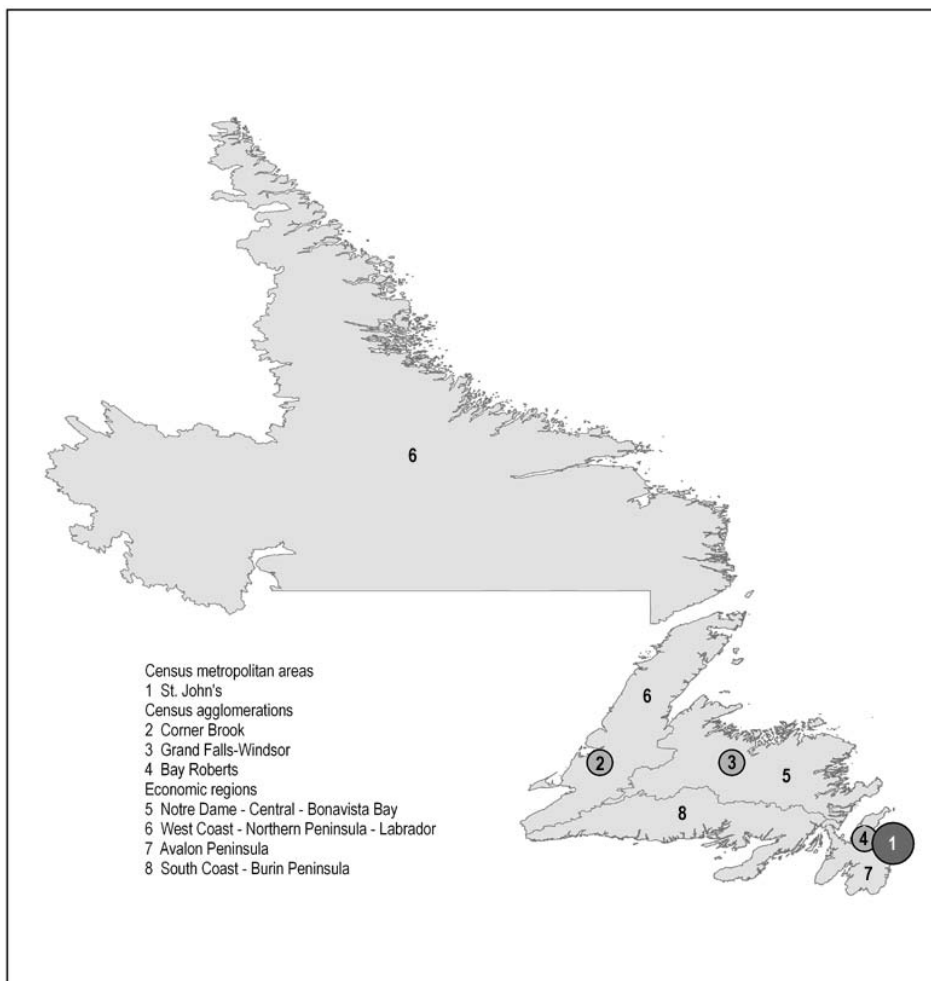 6
6
2
3
5
8
4
1
7
Census metropolitan areas
1 St. John's
Census agglomerations
2 Corner Brook
3 Grand Falls-Windsor
4 Bay Roberts
Economic regions
5 Notre Dame - Central - Bonavista Bay
6 West Coast - Northern Peninsula - Labrador
7 Avalon Peninsula
8 South Coast - Burin Peninsula